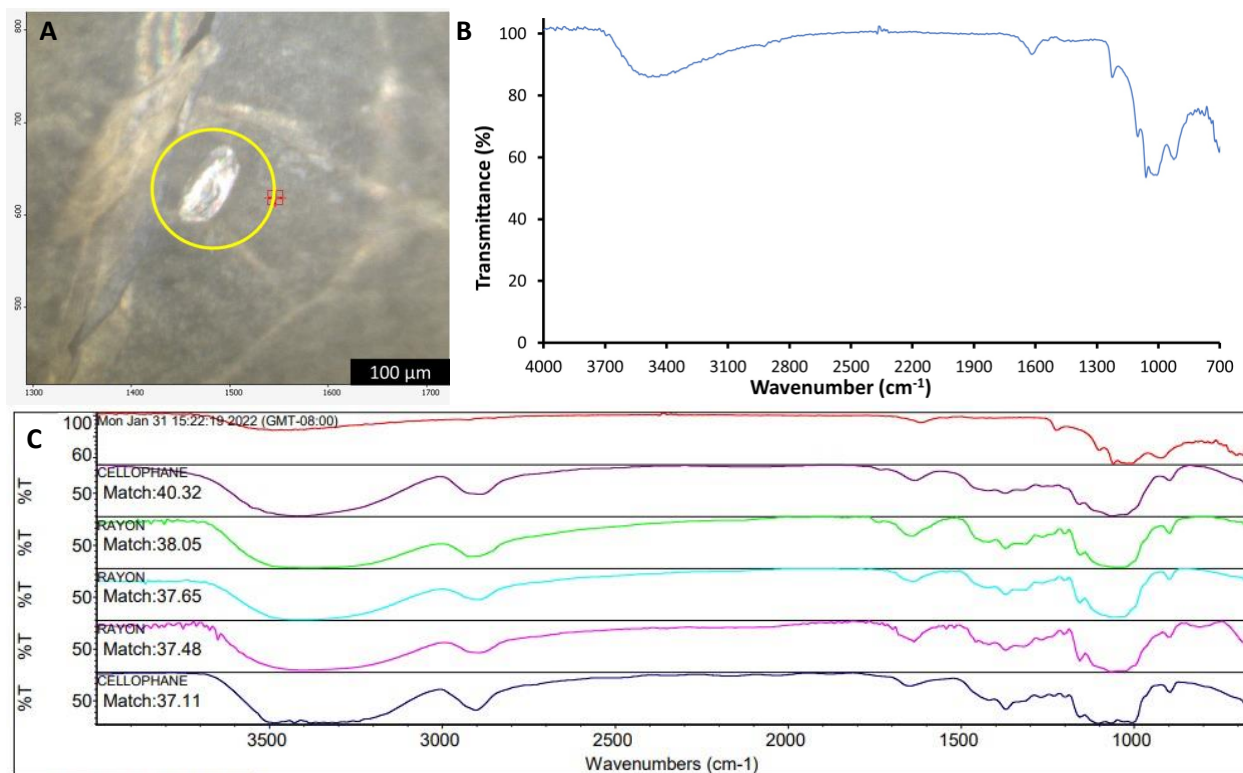 A
800
700
600
500
1300
1400
1500
1600
1700
100 µm
B
Transmittance (%)
100
80
60
40
20
0
4000 3700 3400 3100 2800 2500 2200 1900 1600 1300 1000 700
Wavenumber (cm-1)
C
Mon Jan 31 15:22:19 2022 (GMT-08:00)
100
60
CELLOPHANE
Match:40.32
%T
50
RAYON
Match:38.05
%T
50
RAYON
Match:37.65
%T
50
RAYON
Match:37.48
%T
50
CELLOPHANE
Match:37.11
%T
50
3500 3000 2500 2000 1500 1000
Wavenumbers (cm-1)